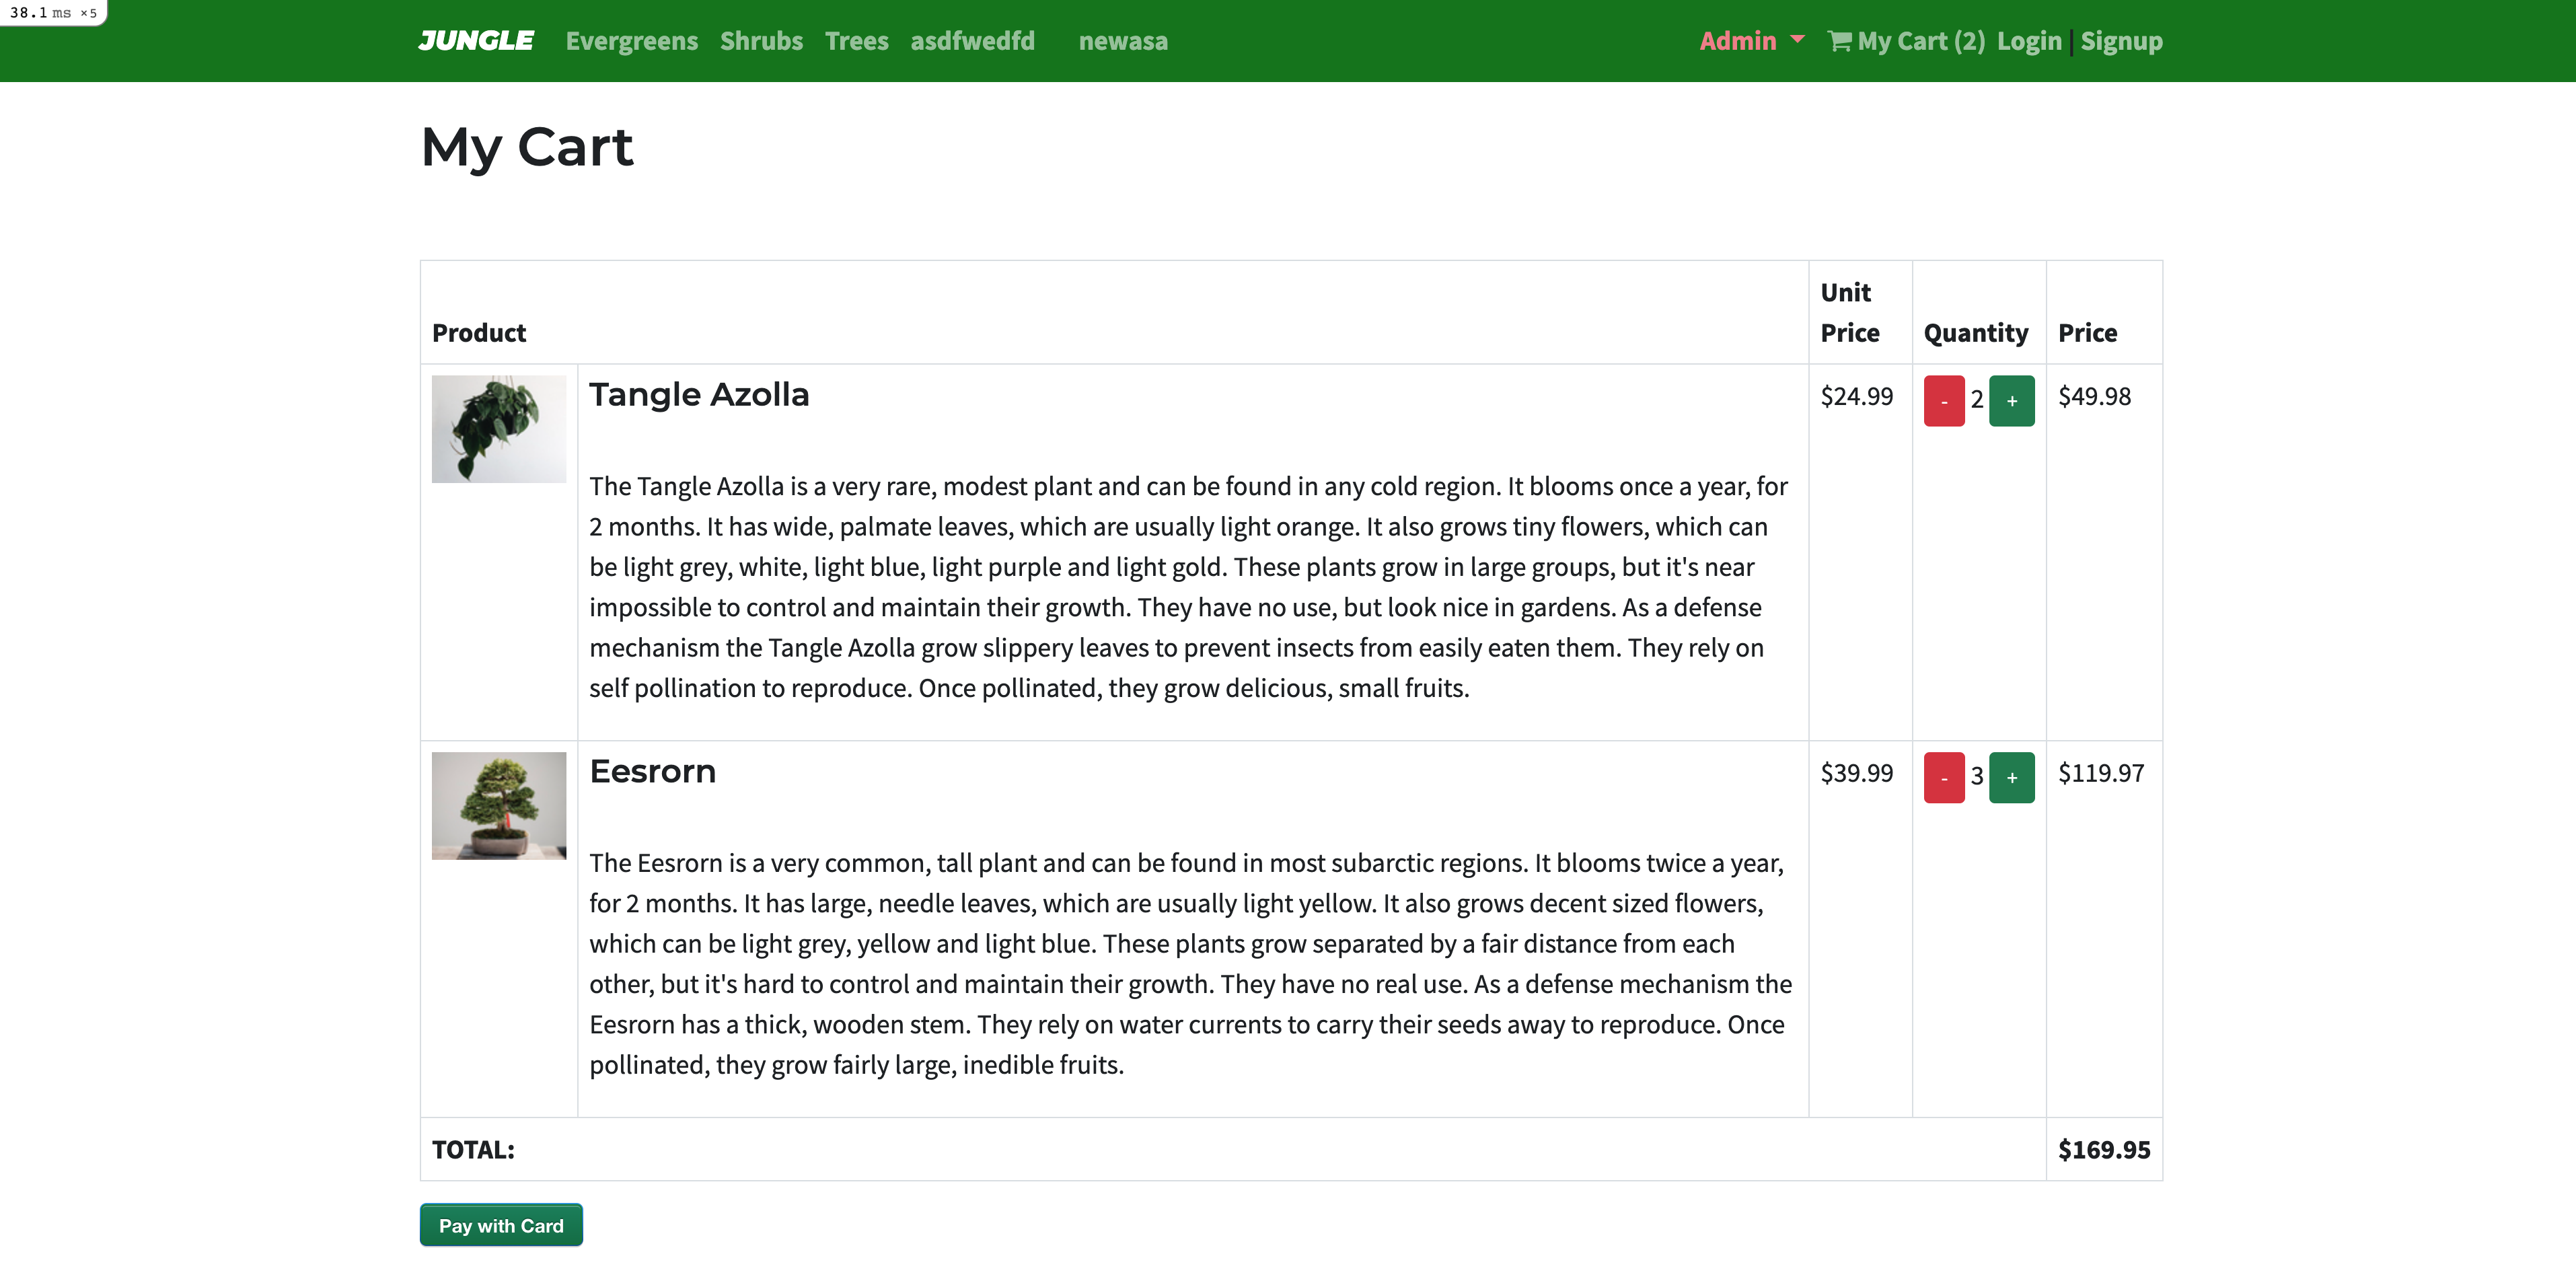 38.1 ms ×5
JUNGLE Evergreens Shrubs Trees asdfwedfd newasa Admin My Cart (2) Login | Signup
My Cart
Product Unit Price Quantity Price
Tangle Azolla $24.99 - 2 + $49.98
The Tangle Azolla is a very rare, modest plant and can be found in any cold region. It blooms once a year, for
2 months. It has wide, palmate leaves, which are usually light orange. It also grows tiny flowers, which can
be light grey, white, light blue, light purple and light gold. These plants grow in large groups, but it's near
impossible to control and maintain their growth. They have no use, but look nice in gardens. As a defense
mechanism the Tangle Azolla grow slippery leaves to prevent insects from easily eaten them. They rely on
self pollination to reproduce. Once pollinated, they grow delicious, small fruits.
Eesrorn $39.99 - 3 + $119.97
The Eesrorn is a very common, tall plant and can be found in most subarctic regions. It blooms twice a year,
for 2 months. It has large, needle leaves, which are usually light yellow. It also grows decent sized flowers,
which can be light grey, yellow and light blue. These plants grow separated by a fair distance from each
other, but it's hard to control and maintain their growth. They have no real use. As a defense mechanism the
Eesrorn has a thick, wooden stem. They rely on water currents to carry their seeds away to reproduce. Once
pollinated, they grow fairly large, inedible fruits.
TOTAL: $169.95
Pay with Card